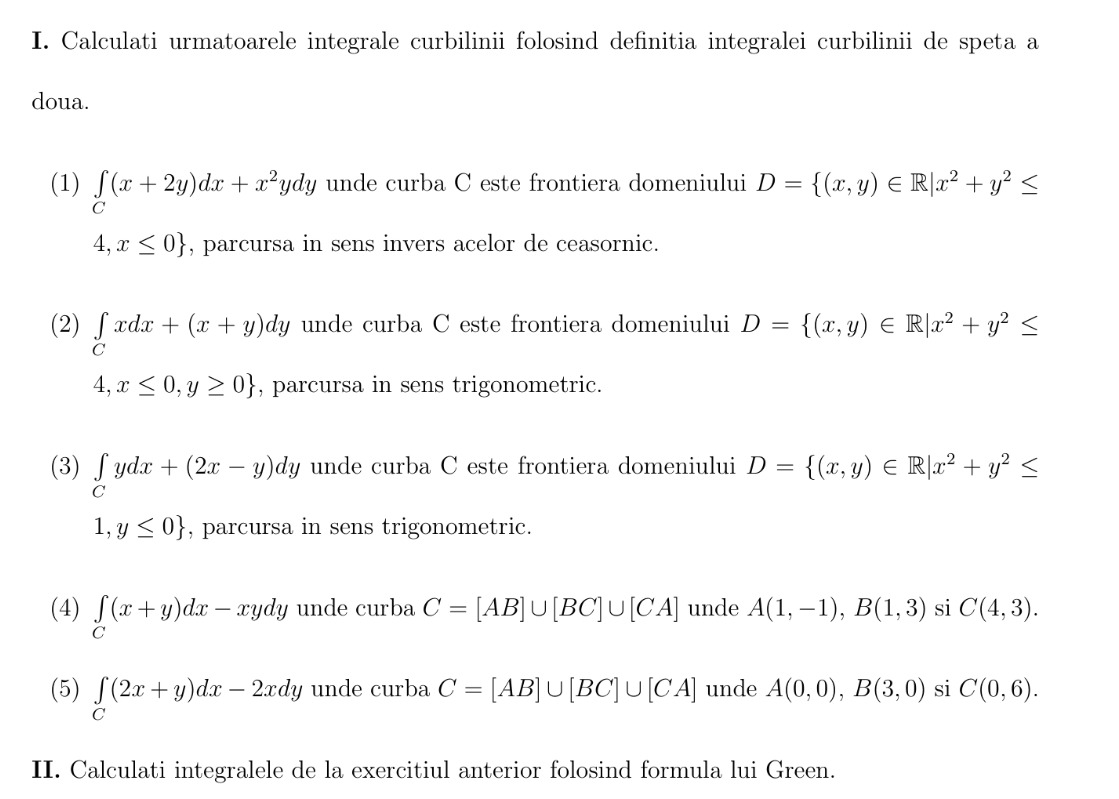 I. Calculati urmatoarele integrale curbilinii folosind definitia integralei curbilinii de speta a
doua.
(1) ∫_C (x + 2y)dx + x²ydy unde curba C este frontiera domeniului D = {(x, y) ∈ ℝ|x² + y² ≤
4, x ≤ 0}, parcursa in sens invers acelor de ceasornic.
(2) ∫_C xdx + (x + y)dy unde curba C este frontiera domeniului D = {(x, y) ∈ ℝ|x² + y² ≤
4, x ≤ 0, y ≥ 0}, parcursa in sens trigonometric.
(3) ∫_C ydx + (2x − y)dy unde curba C este frontiera domeniului D = {(x, y) ∈ ℝ|x² + y² ≤
1, y ≤ 0}, parcursa in sens trigonometric.
(4) ∫_C (x + y)dx − xydy unde curba C = [AB] ∪ [BC] ∪ [CA] unde A(1, −1), B(1, 3) si C(4, 3).
(5) ∫_C (2x + y)dx − 2xdy unde curba C = [AB] ∪ [BC] ∪ [CA] unde A(0, 0), B(3, 0) si C(0, 6).
II. Calculati integralele de la exercitiul anterior folosind formula lui Green.